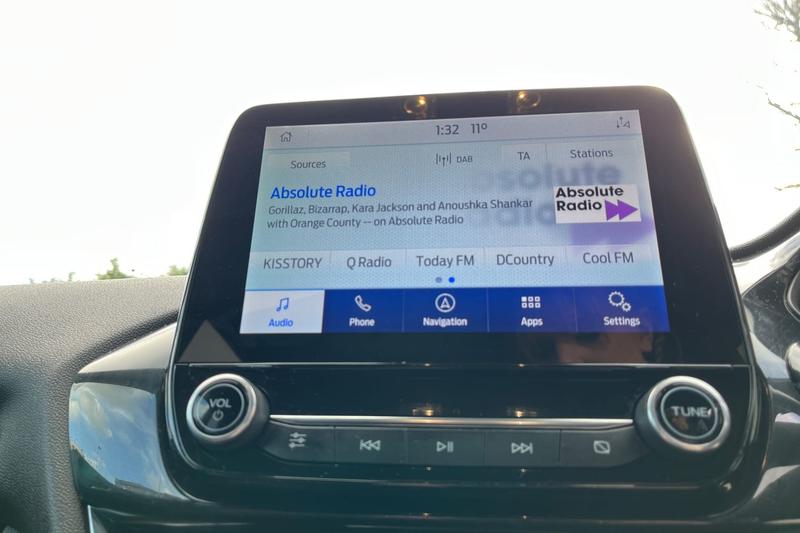 1:32 11°
Sources
DAB
TA
Stations
Absolute Radio
Gorillaz, Bizarrap, Kara Jackson and Anoushka Shankar
with Orange County -- on Absolute Radio
Absolute
Radio
KISSTORY
Q Radio
Today FM
DCountry
Cool FM
Audio
Phone
Navigation
Apps
Settings
VOL
TUNE